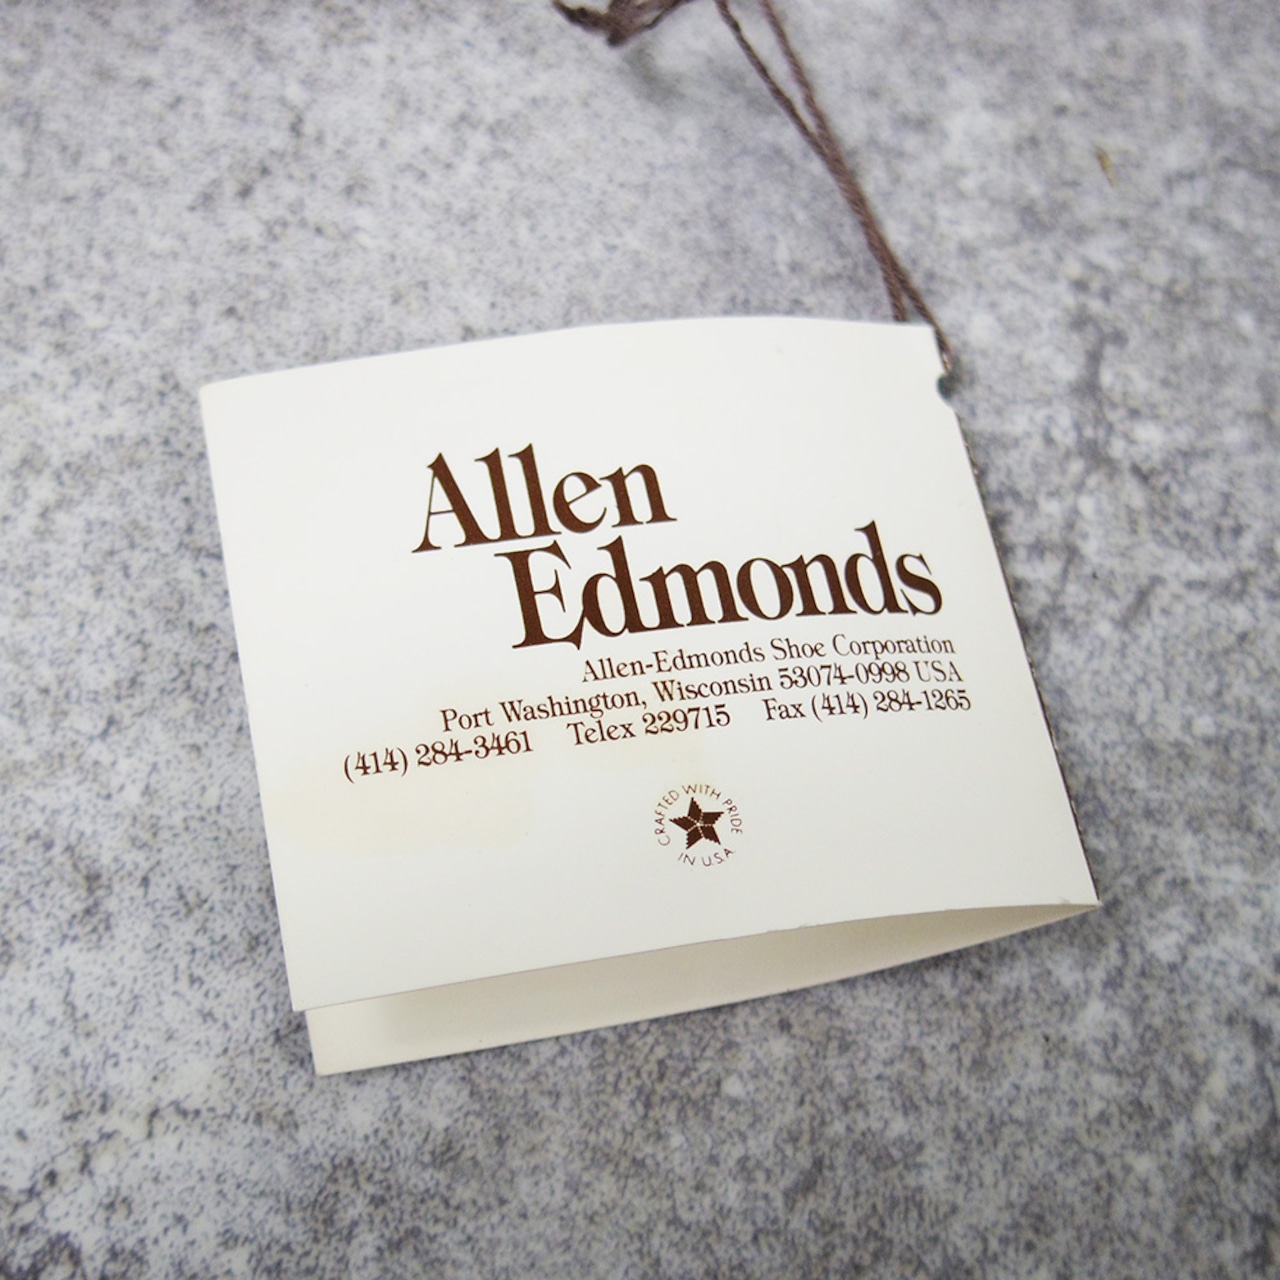 Allen
Edmonds
Allen-Edmonds Shoe Corporation
Port Washington, Wisconsin 53074-0998 USA
(414) 284-3461 Telex 229715 Fax (414) 284-1265
CRAFTED WITH PRIDE
IN U.S.A